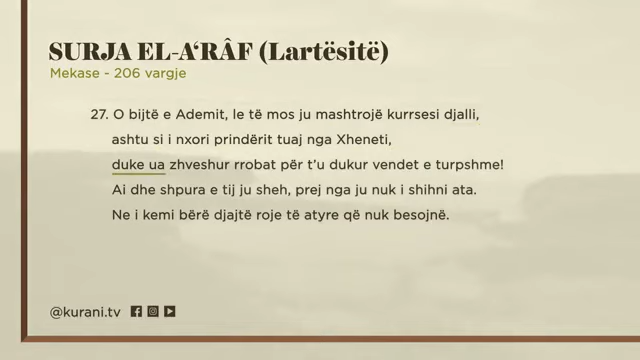 SURJA EL-A‘RÂF (Lartësitë)
Mekase - 206 vargje
27. O bijtë e Ademit, le të mos ju mashtrojë kurrsesi djalli,
ashtu si i nxori prindërit tuaj nga Xheneti,
duke ua zhveshur rrobat për t’u dukur vendet e turpshme!
Ai dhe shpura e tij ju sheh, prej nga ju nuk i shihni ata.
Ne i kemi bërë djajtë roje të atyre që nuk besojnë.
@kurani.tv